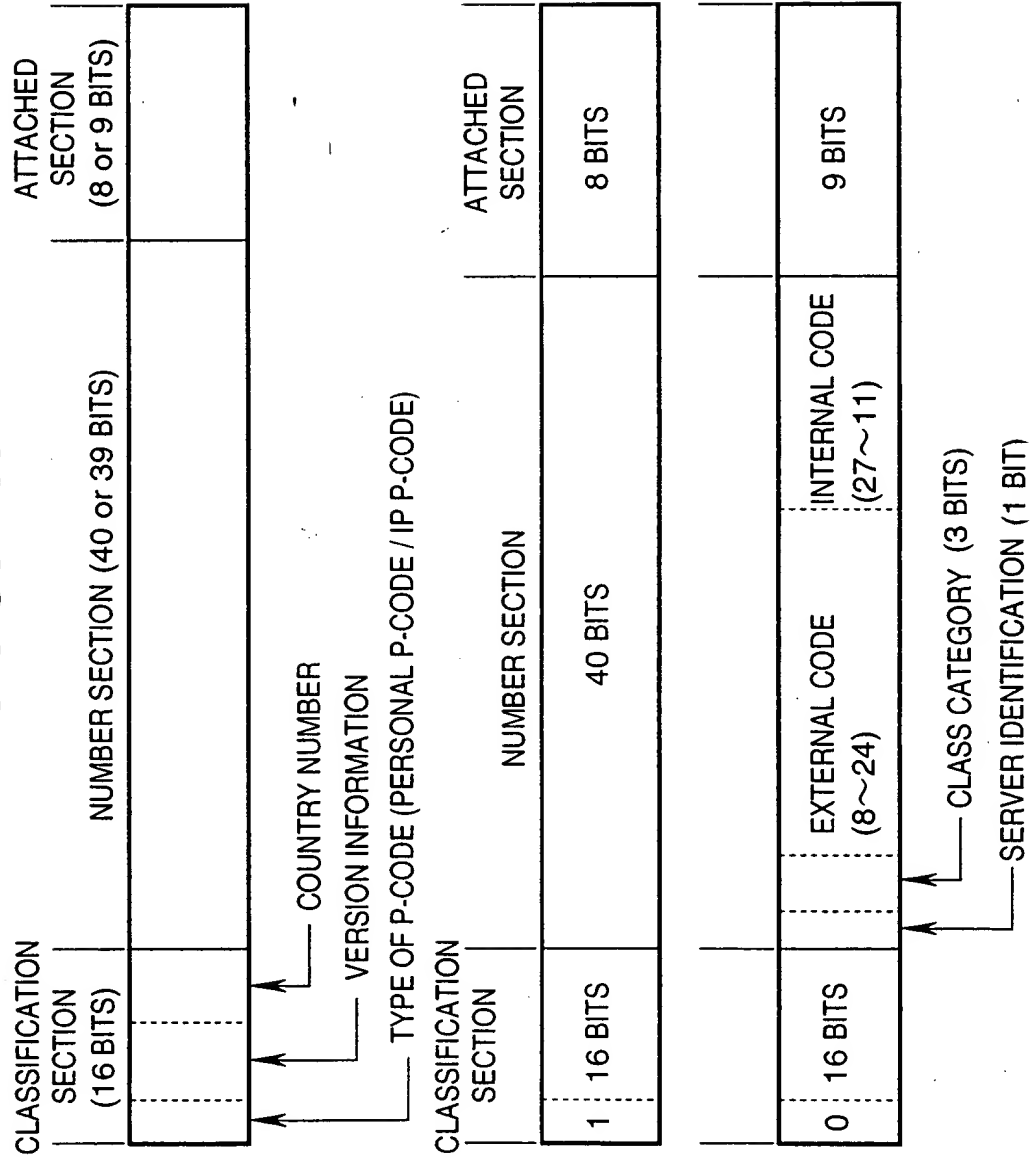 CLASSIFICATION
SECTION
(16 BITS)
NUMBER SECTION (40 or 39 BITS)
ATTACHED
SECTION
(8 or 9 BITS)
COUNTRY NUMBER
VERSION INFORMATION
TYPE OF P-CODE (PERSONAL P-CODE / IP P-CODE)
CLASSIFICATION
SECTION
NUMBER SECTION
ATTACHED
SECTION
1
16 BITS
40 BITS
8 BITS
0
16 BITS
EXTERNAL CODE
(8~24)
INTERNAL CODE
(27~11)
9 BITS
CLASS CATEGORY (3 BITS)
SERVER IDENTIFICATION (1 BIT)